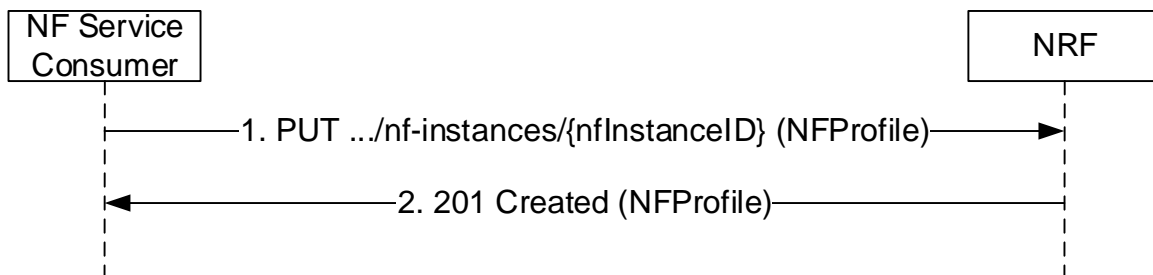 NF Service
Consumer
NRF
1. PUT .../nf-instances/{nfInstanceID} (NFProfile)
2. 201 Created (NFProfile)